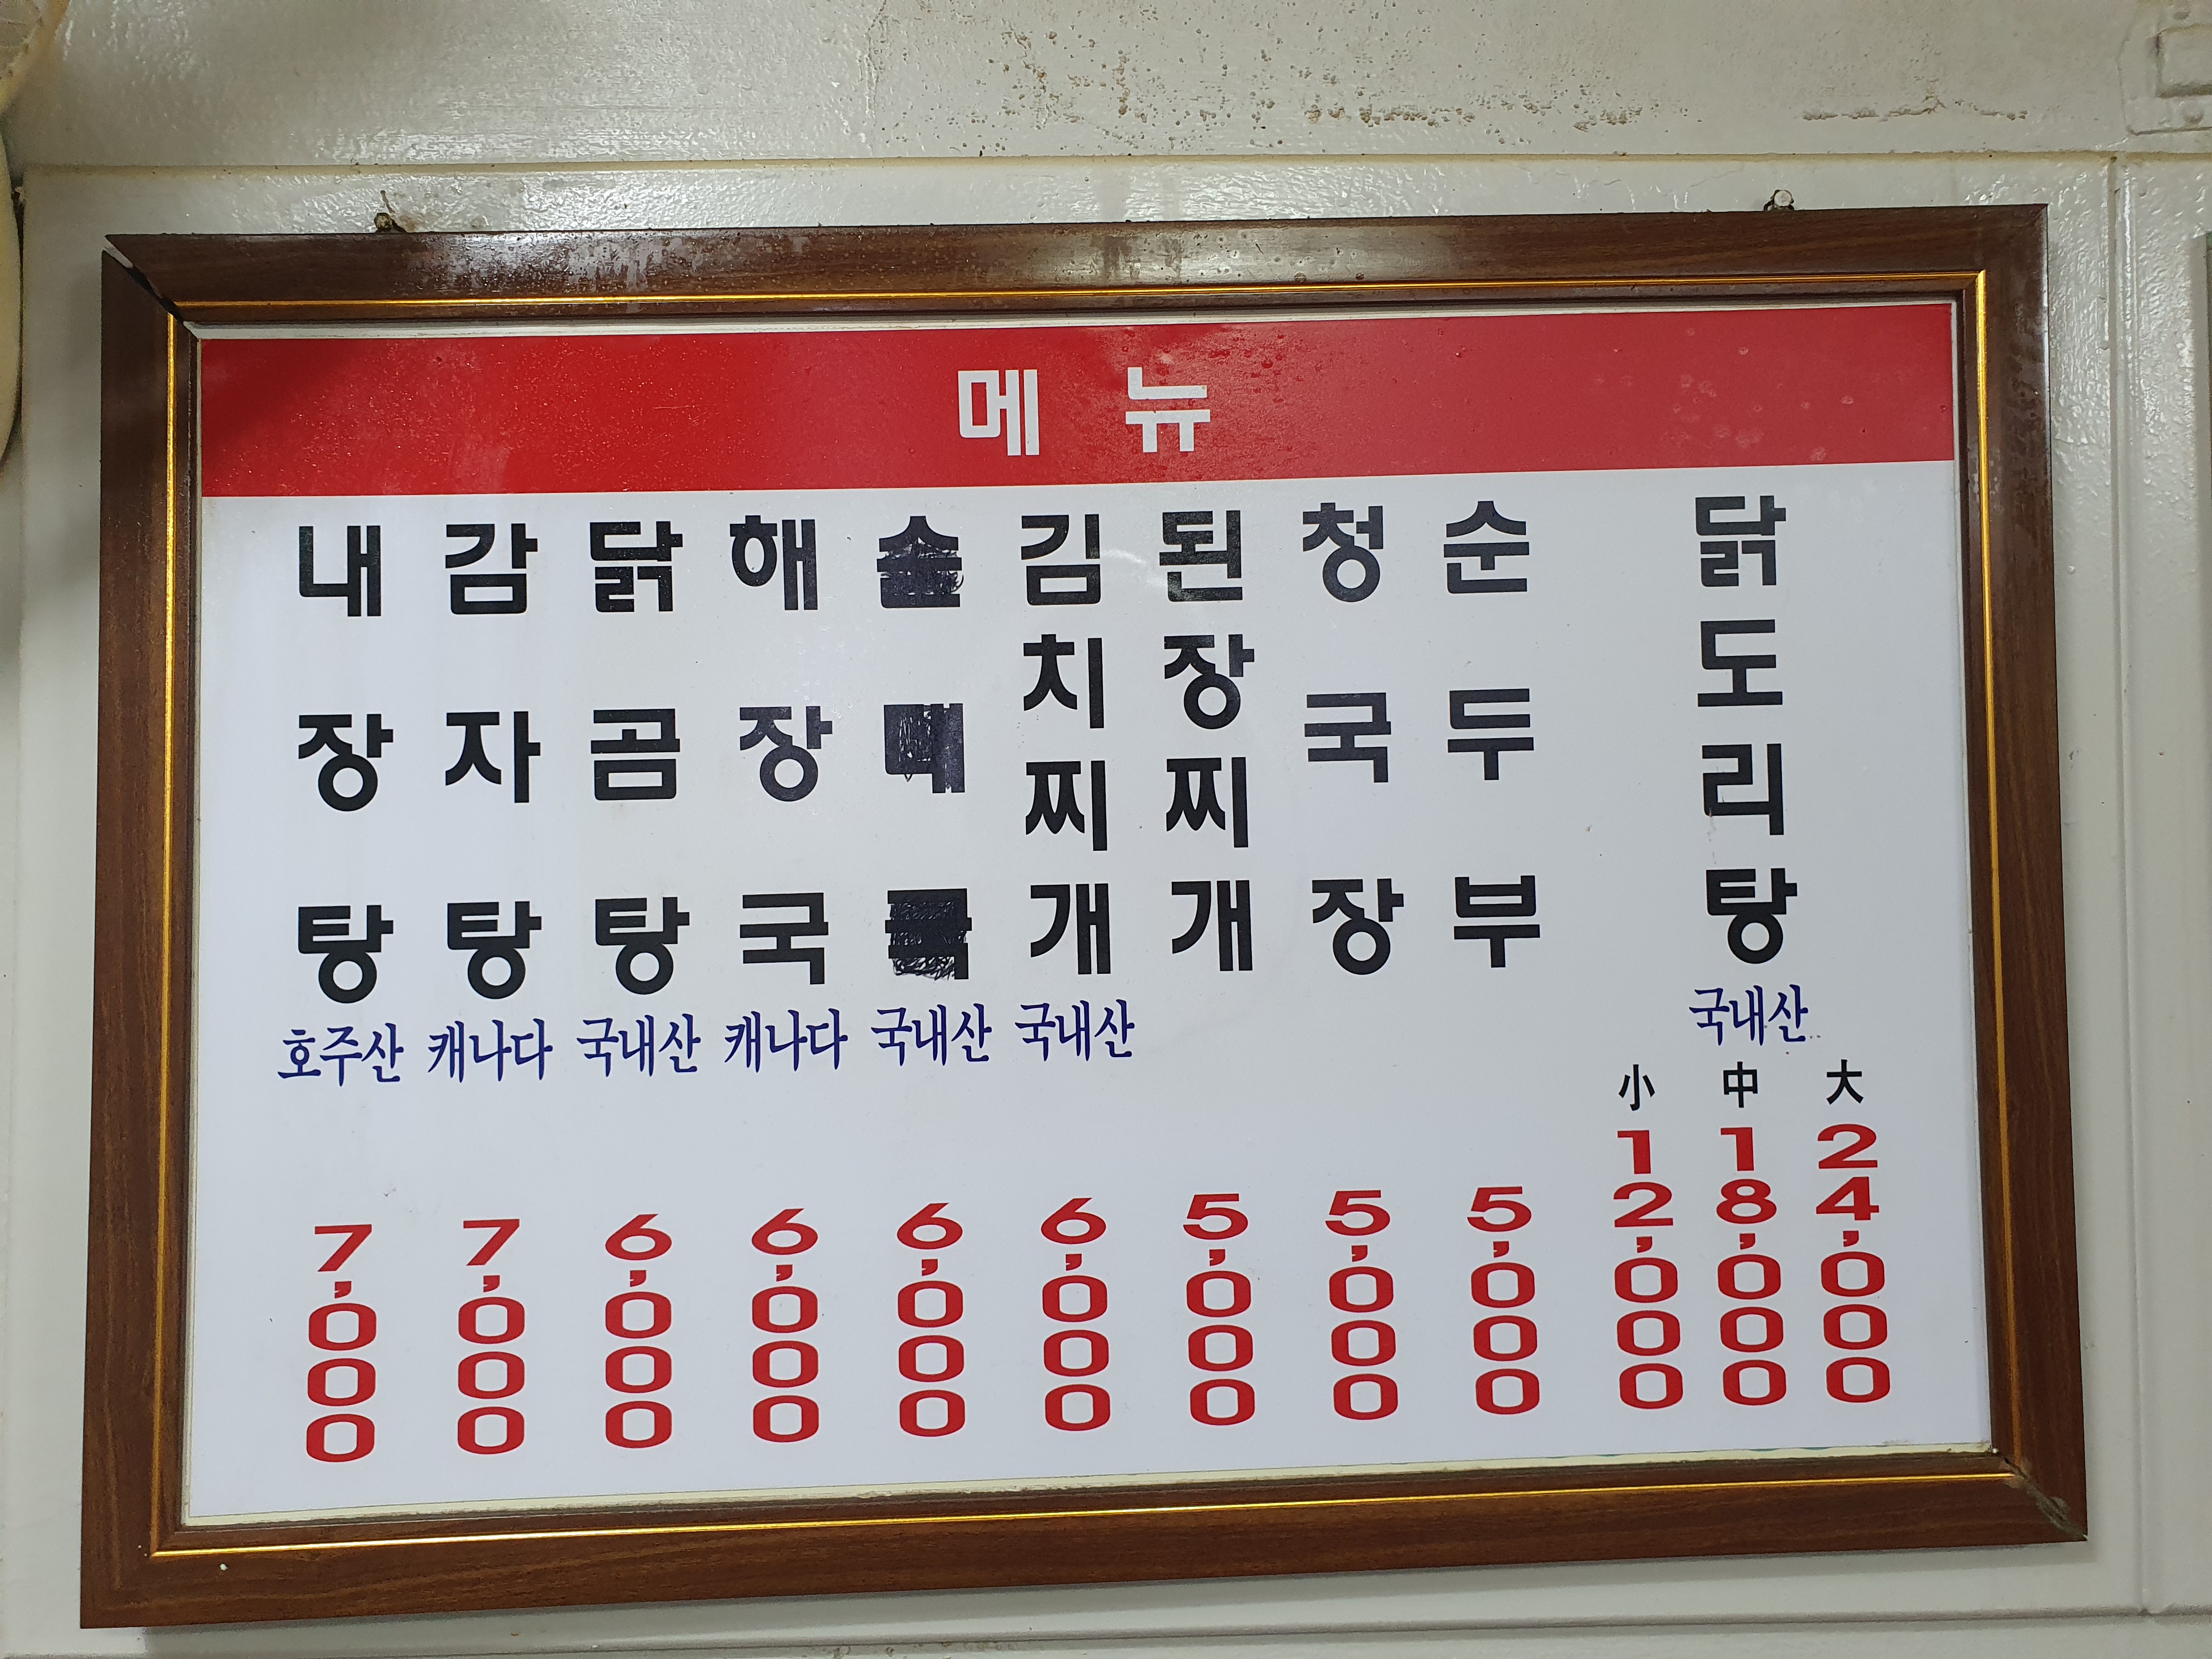 메뉴
내장탕 호주산 7,000
감자탕 캐나다 7,000
닭곰탕 국내산 6,000
해장국 캐나다 6,000
국내산 6,000
김치찌개 국내산 6,000
된장찌개 5,000
청국장 5,000
순두부 5,000
닭도리탕 국내산
小 12,000
中 18,000
大 24,000